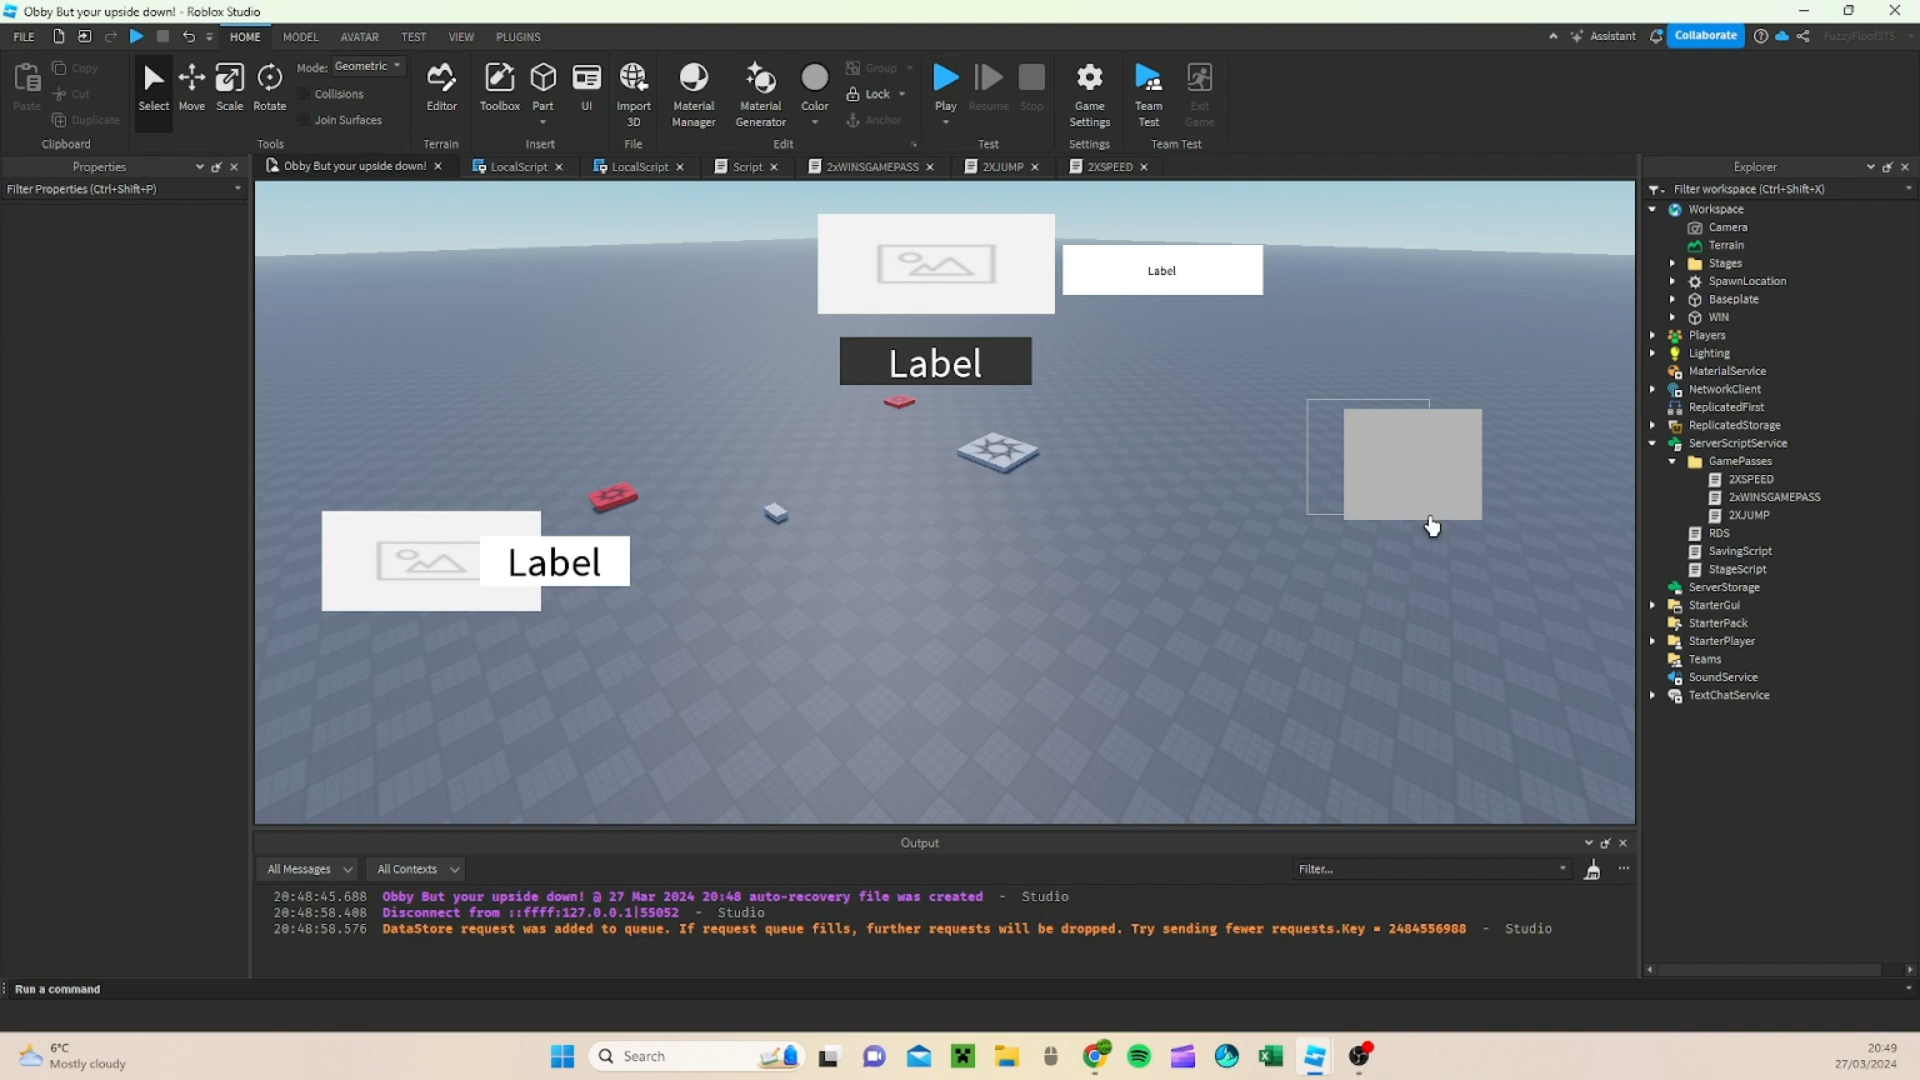 Obby But your upside down! - Roblox Studio
FILE HOME MODEL AVATAR TEST VIEW PLUGINS Assistant Collaborate FuzzyFloof375
Paste Copy Cut Duplicate Clipboard
Select Move Scale Rotate Mode: Geometric Collisions Join Surfaces Tools
Editor Terrain
Toolbox Part UI Insert
Import 3D File
Material Manager Material Generator Color Group Lock Anchor Edit
Play Resume Stop Test
Game Settings Settings
Team Test Exit Game Team Test
Properties
Filter Properties (Ctrl+Shift+P)
Obby But your upside down! LocalScript LocalScript Script 2xWINSGAMEPASS 2XJUMP 2XSPEED
Label
Label
Label
Explorer
Filter workspace (Ctrl+Shift+X)
Workspace
Camera
Terrain
Stages
SpawnLocation
Baseplate
WIN
Players
Lighting
MaterialService
NetworkClient
ReplicatedFirst
ReplicatedStorage
ServerScriptService
GamePasses
2XSPEED
2xWINSGAMEPASS
2XJUMP
RDS
SavingScript
StageScript
ServerStorage
StarterGui
StarterPack
StarterPlayer
Teams
SoundService
TextChatService
Output
All Messages All Contexts Filter...
20:48:45.688 Obby But your upside down! @ 27 Mar 2024 20:48 auto-recovery file was created - Studio
20:48:58.408 Disconnect from ::ffff:127.0.0.1|55052 - Studio
20:48:58.576 DataStore request was added to queue. If request queue fills, further requests will be dropped. Try sending fewer requests.Key = 2484556988 - Studio
Run a command
6°C
Mostly cloudy
Search
20:49
27/03/2024